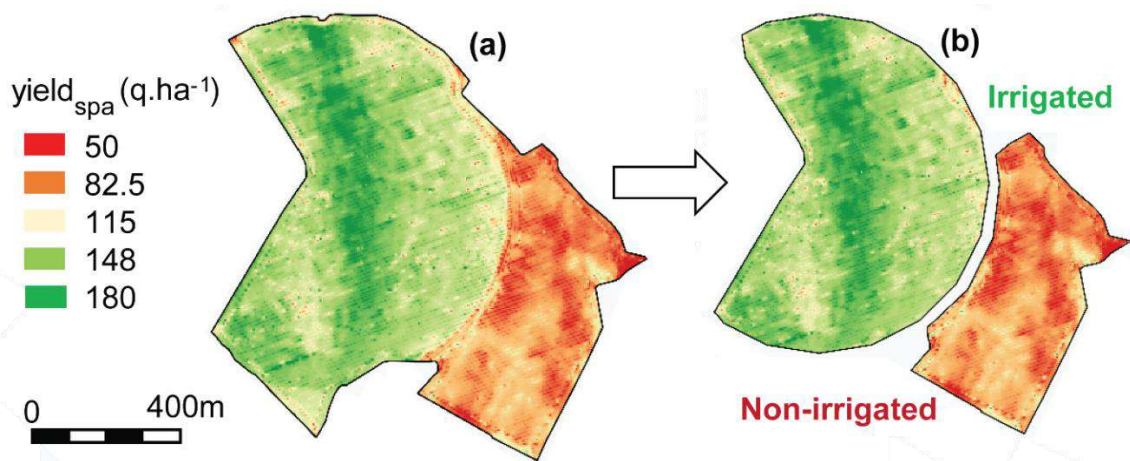 (a)
(b)
yield_spa (q.ha⁻¹)
Irrigated
50
82.5
115
148
180
0 400m
Non-irrigated